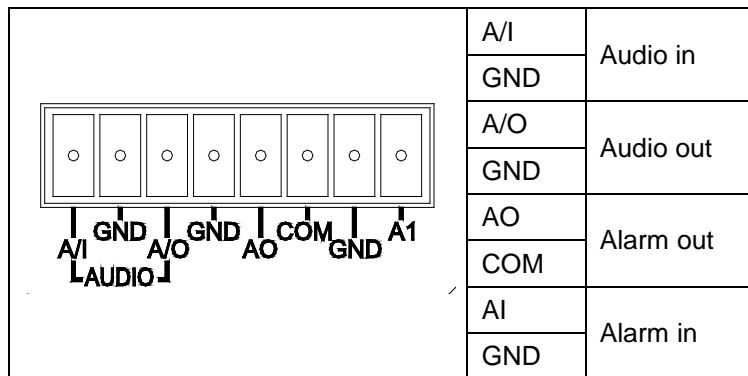 A/I GND A/O GND AO COM GND A1
AUDIO
A/I
GND
Audio in
A/O
GND
Audio out
AO
COM
Alarm out
AI
GND
Alarm in